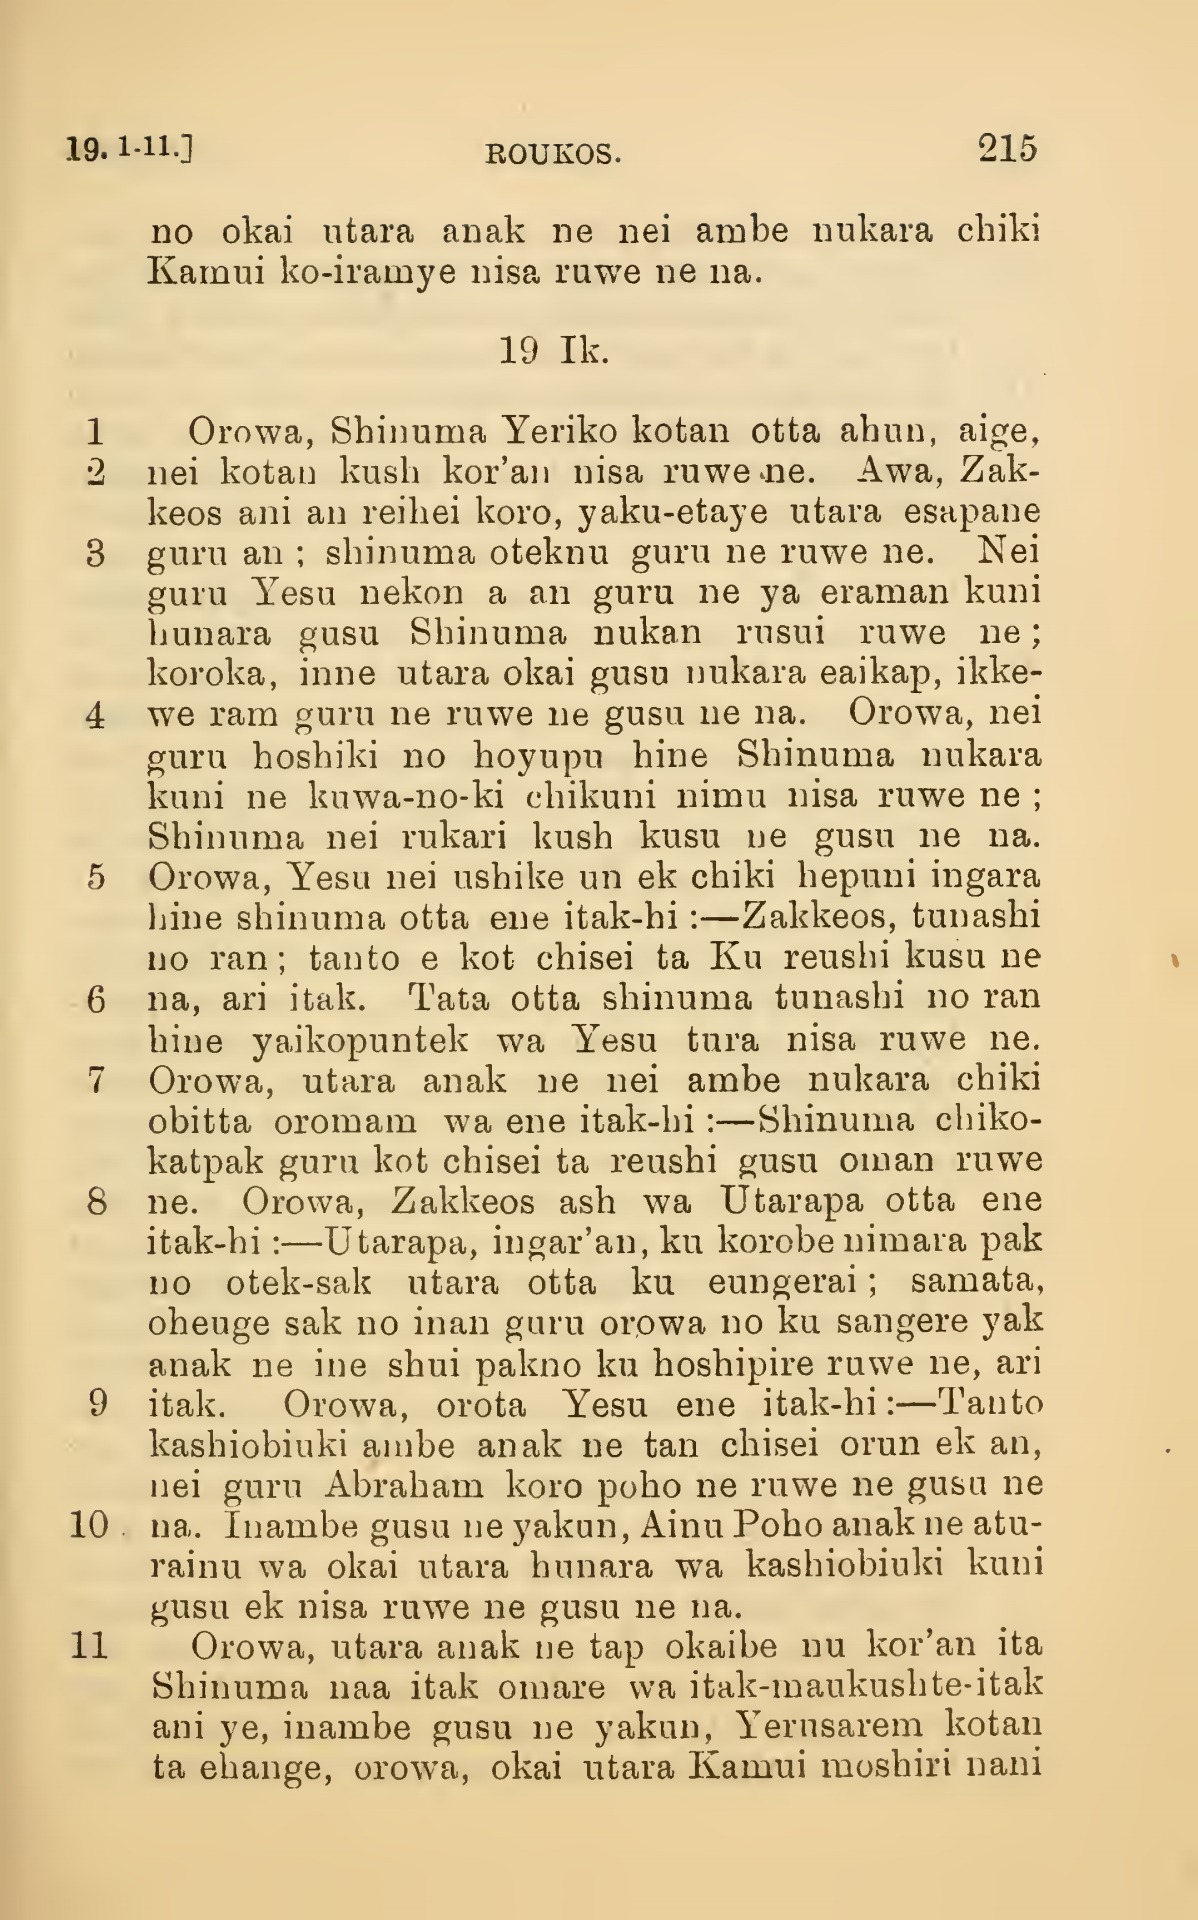 19. 1-11.] ROUKOS. 215
no okai utara anak ne nei ambe nukara chiki
Kamui ko-iramye nisa ruwe ne na.
19 Ik.
1 Orowa, Shinuma Yeriko kotan otta ahun, aige,
2 nei kotan kush kor'an nisa ruwe ne. Awa, Zak-
keos ani an reihei koro, yaku-etaye utara esapane
3 guru an ; shinuma oteknu guru ne ruwe ne. Nei
guru Yesu nekon a an guru ne ya eraman kuni
hunara gusu Shinuma nukan rusui ruwe ne ;
koroka, inne utara okai gusu nukara eaikap, ikke-
4 we ram guru ne ruwe ne gusu ne na. Orowa, nei
guru hoshiki no hoyupu hine Shinuma nukara
kuni ne kuwa-no-ki chikuni nimu nisa ruwe ne ;
Shinuma nei rukari kush kusu ne gusu ne na.
5 Orowa, Yesu nei ushike un ek chiki hepuni ingara
hine shinuma otta ene itak-hi :—Zakkeos, tunashi
no ran ; tanto e kot chisei ta Ku reushi kusu ne
6 na, ari itak. Tata otta shinuma tunashi no ran
hine yaikopuntek wa Yesu tura nisa ruwe ne.
7 Orowa, utara anak ne nei ambe nukara chiki
obitta oromam wa ene itak-hi :—Shinuma chiko-
katpak guru kot chisei ta reushi gusu oman ruwe
8 ne. Orowa, Zakkeos ash wa Utarapa otta ene
itak-hi :—Utarapa, ingar'an, ku korobe nimara pak
no otek-sak utara otta ku eungerai ; samata,
oheuge sak no inan guru orowa no ku sangere yak
anak ne ine shui pakno ku hoshipire ruwe ne, ari
9 itak. Orowa, orota Yesu ene itak-hi :—Tanto
kashiobiuki ambe anak ne tan chisei orun ek an,
nei guru Abraham koro poho ne ruwe ne gusu ne
10 na. Inambe gusu ne yakun, Ainu Poho anak ne atu-
rainu wa okai utara hunara wa kashiobiuki kuni
gusu ek nisa ruwe ne gusu ne na.
11 Orowa, utara anak ne tap okaibe nu kor'an ita
Shinuma naa itak omare wa itak-maukushte-itak
ani ye, inambe gusu ne yakun, Yerusarem kotan
ta ehange, orowa, okai utara Kamui moshiri nani